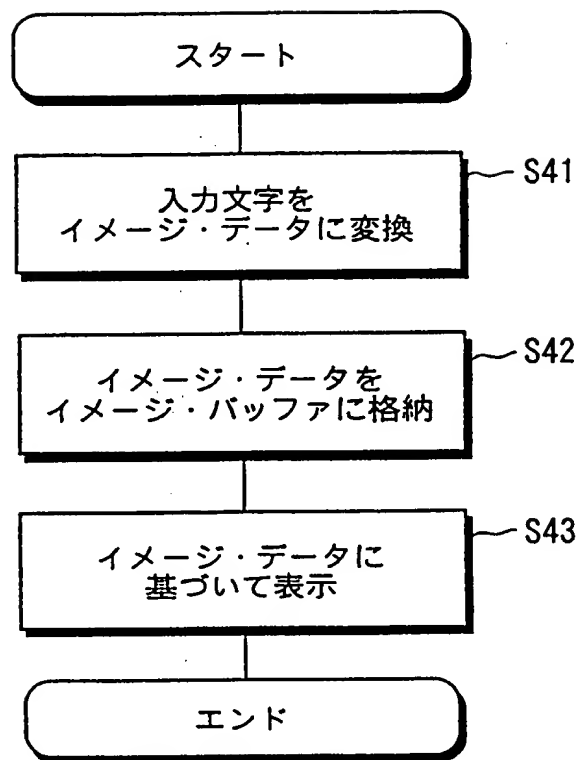 スタート
S41
入力文字を
イメージ・データに変換
S42
イメージ・データを
イメージ・バッファに格納
S43
イメージ・データに
基づいて表示
エンド